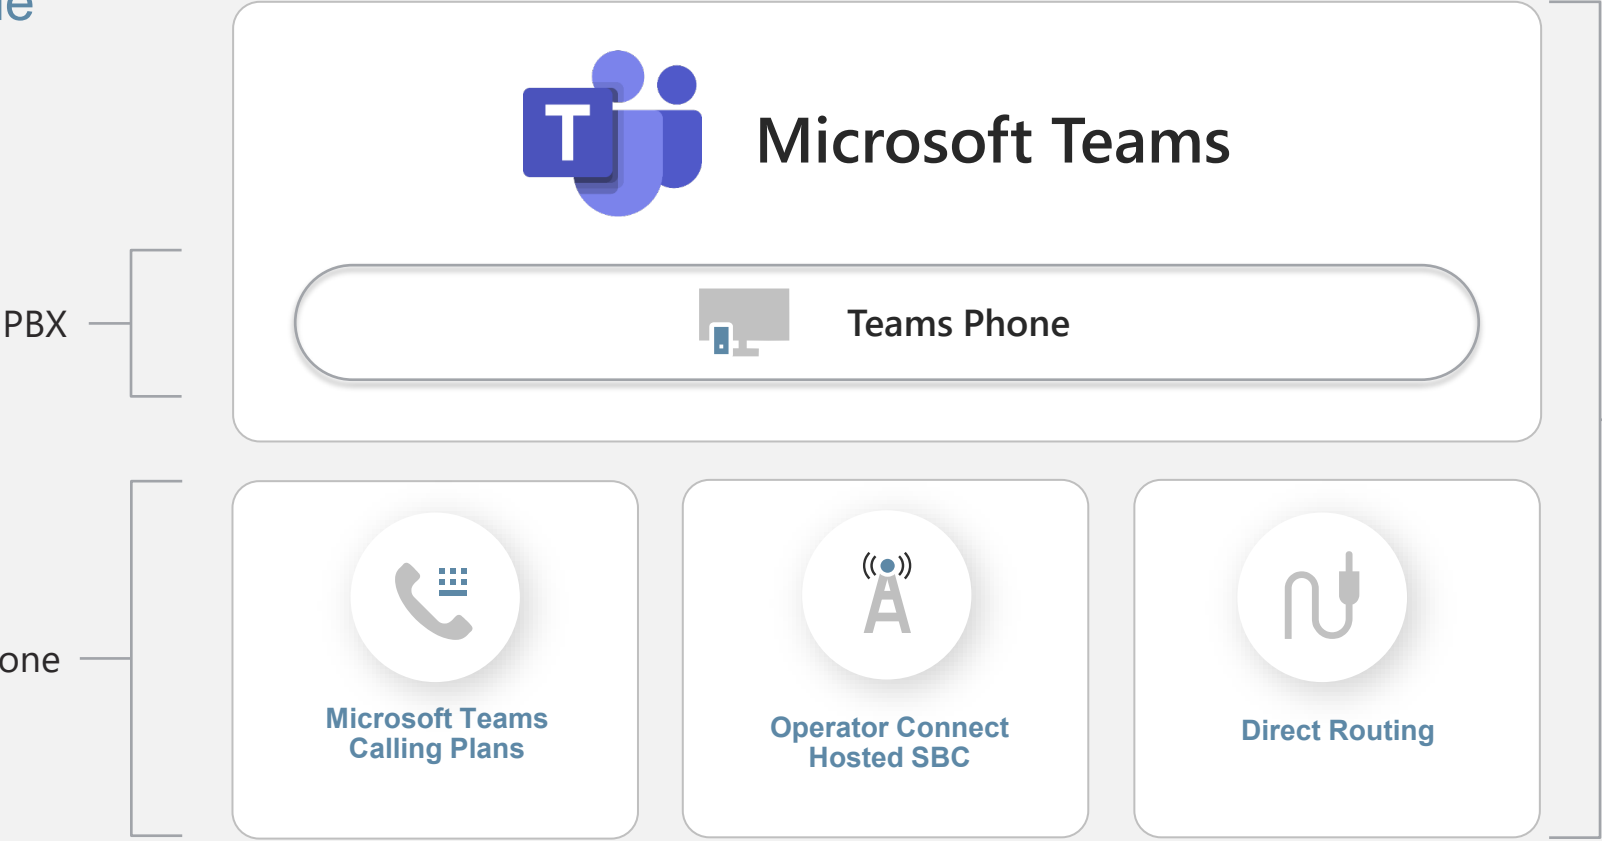 Microsoft Teams
PBX
Teams Phone
one
Microsoft Teams
Calling Plans
Operator Connect
Hosted SBC
Direct Routing